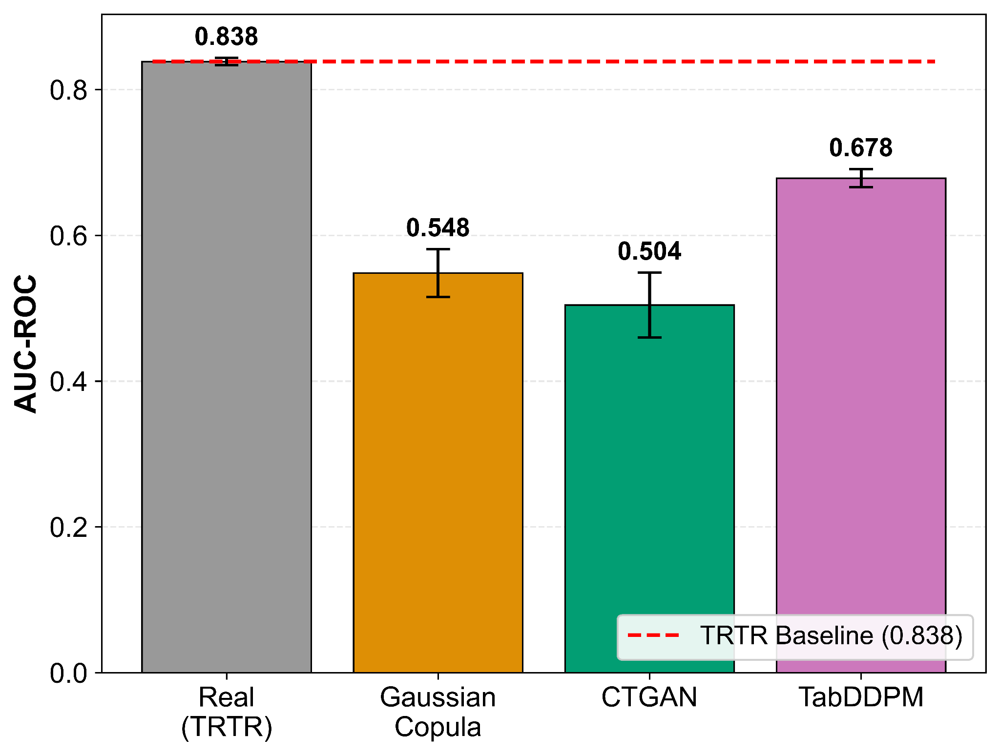 0.838
0.548
0.504
0.678
AUC-ROC
0.8
0.6
0.4
0.2
0.0
TRTR Baseline (0.838)
Real
(TRTR)
Gaussian
Copula
CTGAN
TabDDPM